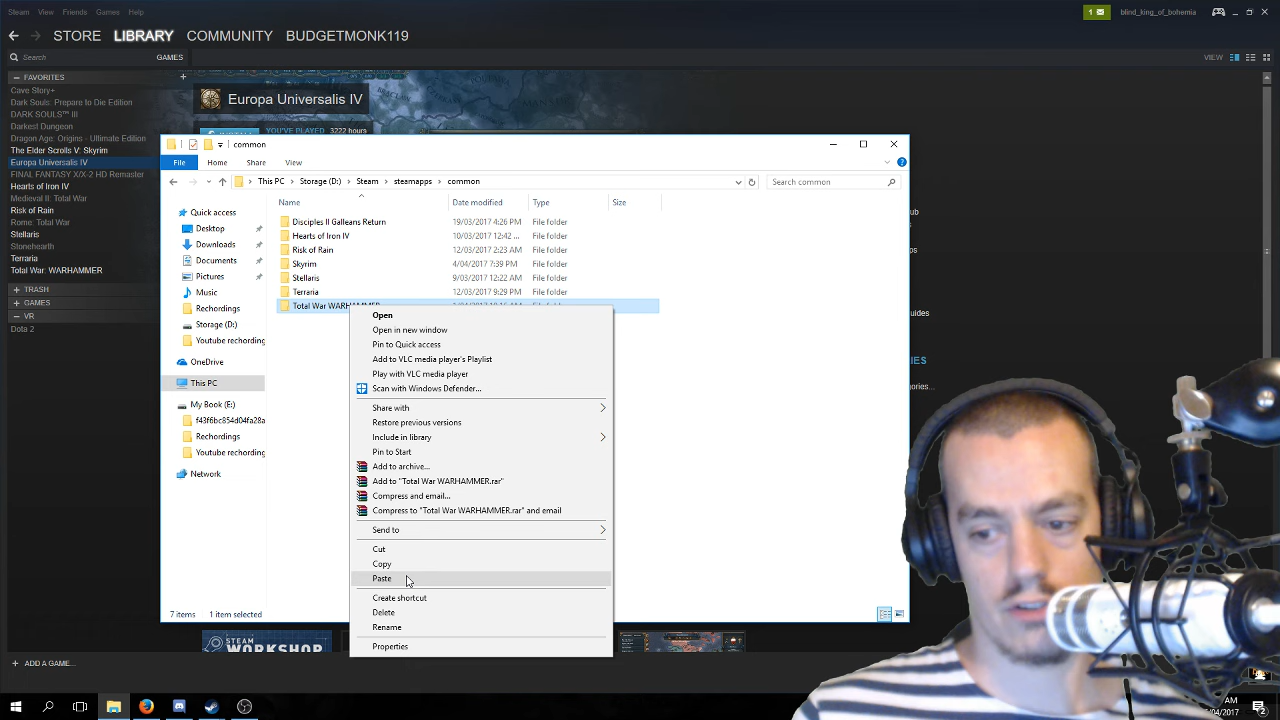 Steam View Friends Games Help
1 blind_king_of_bohemia
STORE LIBRARY COMMUNITY BUDGETMONK119
Search GAMES VIEW
FAVORITES
Cave Story+
Dark Souls: Prepare to Die Edition
DARK SOULS™ III
Darkest Dungeon
Dragon Age: Origins - Ultimate Edition
The Elder Scrolls V: Skyrim
Europa Universalis IV
FINAL FANTASY X/X-2 HD Remaster
Hearts of Iron IV
Medieval II: Total War
Risk of Rain
Rome: Total War
Stellaris
Stonehearth
Terraria
Total War: WARHAMMER
TRASH
GAMES
VR
Dota 2
ADD A GAME...
Europa Universalis IV
YOU'VE PLAYED 3222 hours
common
File Home Share View
This PC Storage (D:) Steam steamapps common
Search common
Name Date modified Type Size
Quick access
Desktop
Downloads
Documents
Pictures
Music
Rechordings
Storage (D:)
Youtube rechording
OneDrive
This PC
My Book (E:)
f43f6bc854d04fa28a
Rechordings
Youtube rechording
Network
Disciples II Galleans Return 19/03/2017 4:26 PM File folder
Hearts of Iron IV 10/03/2017 12:42 ... File folder
Risk of Rain 12/03/2017 2:23 AM File folder
Skyrim 4/04/2017 7:39 PM File folder
Stellaris 9/03/2017 12:22 AM File folder
Terraria 12/03/2017 9:29 PM File folder
Total War WARHAMMER
Open
Open in new window
Pin to Quick access
Add to VLC media player's Playlist
Play with VLC media player
Scan with Windows Defender...
Share with
Restore previous versions
Include in library
Pin to Start
Add to archive...
Add to "Total War WARHAMMER.rar"
Compress and email...
Compress to "Total War WARHAMMER.rar" and email
Send to
Cut
Copy
Paste
Create shortcut
Delete
Rename
Properties
7 items 1 item selected
STEAM
WORKSHOP
AM
/04/2017